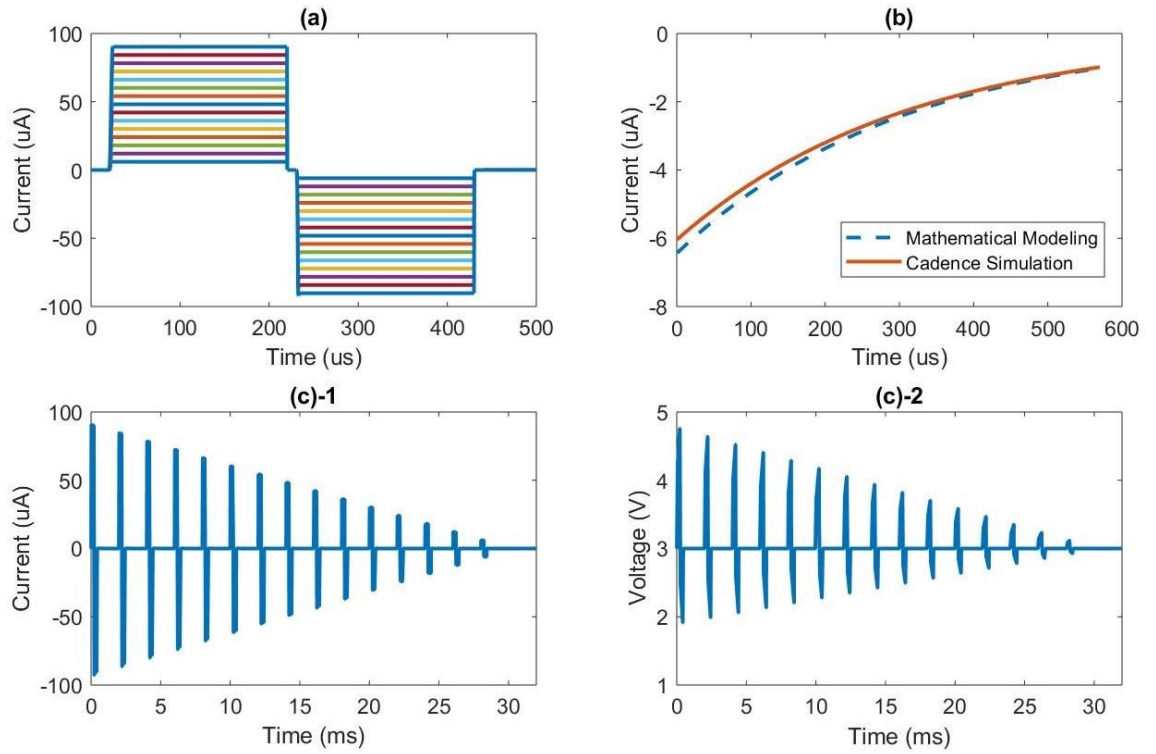 (a)
100
50
0
-50
-100
Current (uA)
0 100 200 300 400 500
Time (us)
(b)
0
-2
-4
-6
-8
Current (uA)
Mathematical Modeling
Cadence Simulation
0 100 200 300 400 500 600
Time (us)
(c)-1
100
50
0
-50
-100
Current (uA)
0 5 10 15 20 25 30
Time (ms)
(c)-2
5
4
3
2
1
Voltage (V)
0 5 10 15 20 25 30
Time (ms)